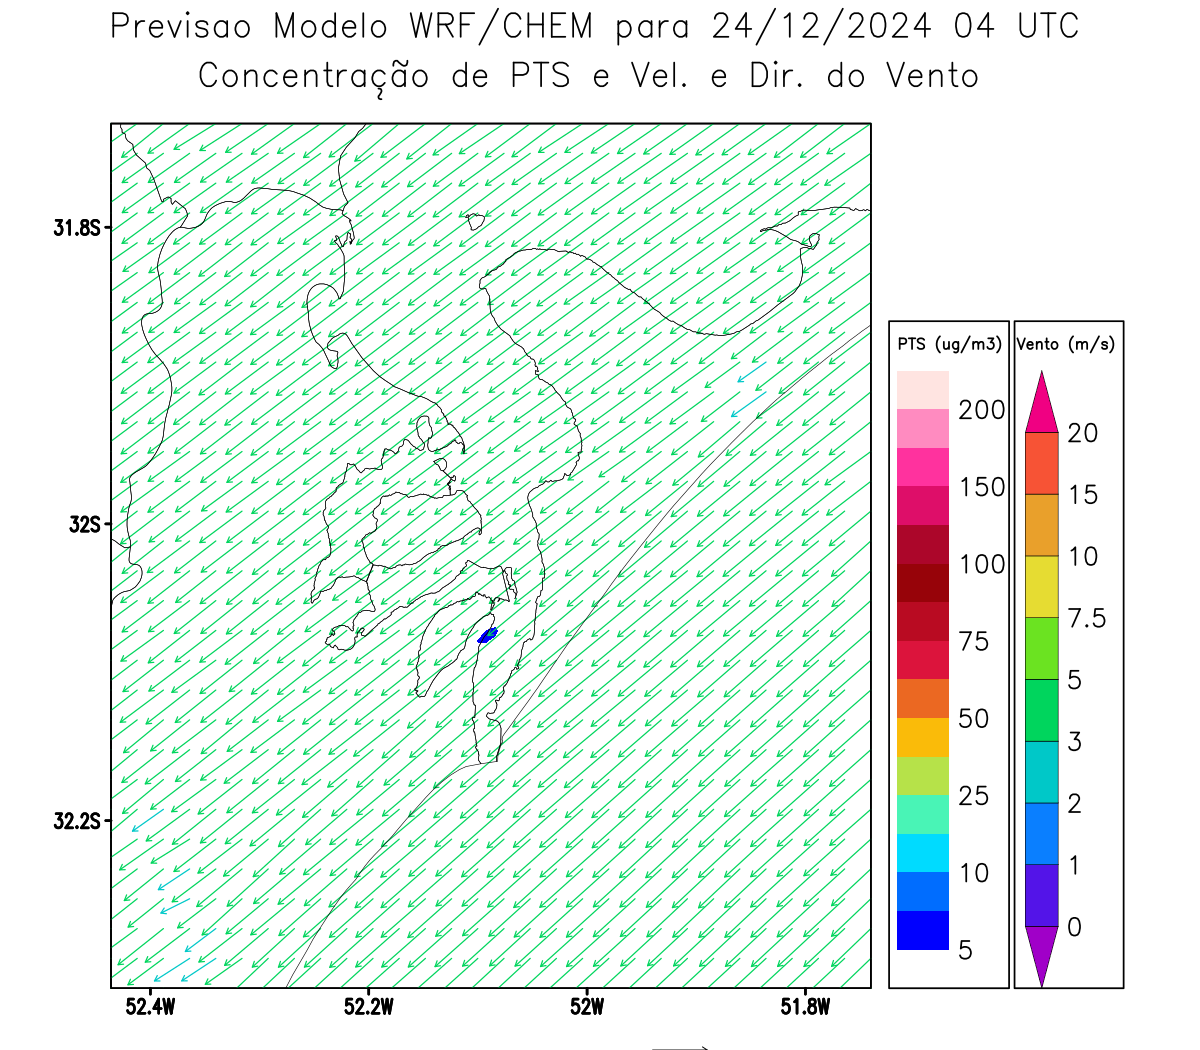 Previsao Modelo WRF/CHEM para 24/12/2024 04 UTC
Concentração de PTS e Vel. e Dir. do Vento
31.8S
32S
32.2S
52.4W
52.2W
52W
51.8W
PTS (ug/m3)
200
150
100
75
50
25
10
5
Vento (m/s)
20
15
10
7.5
5
3
2
1
0